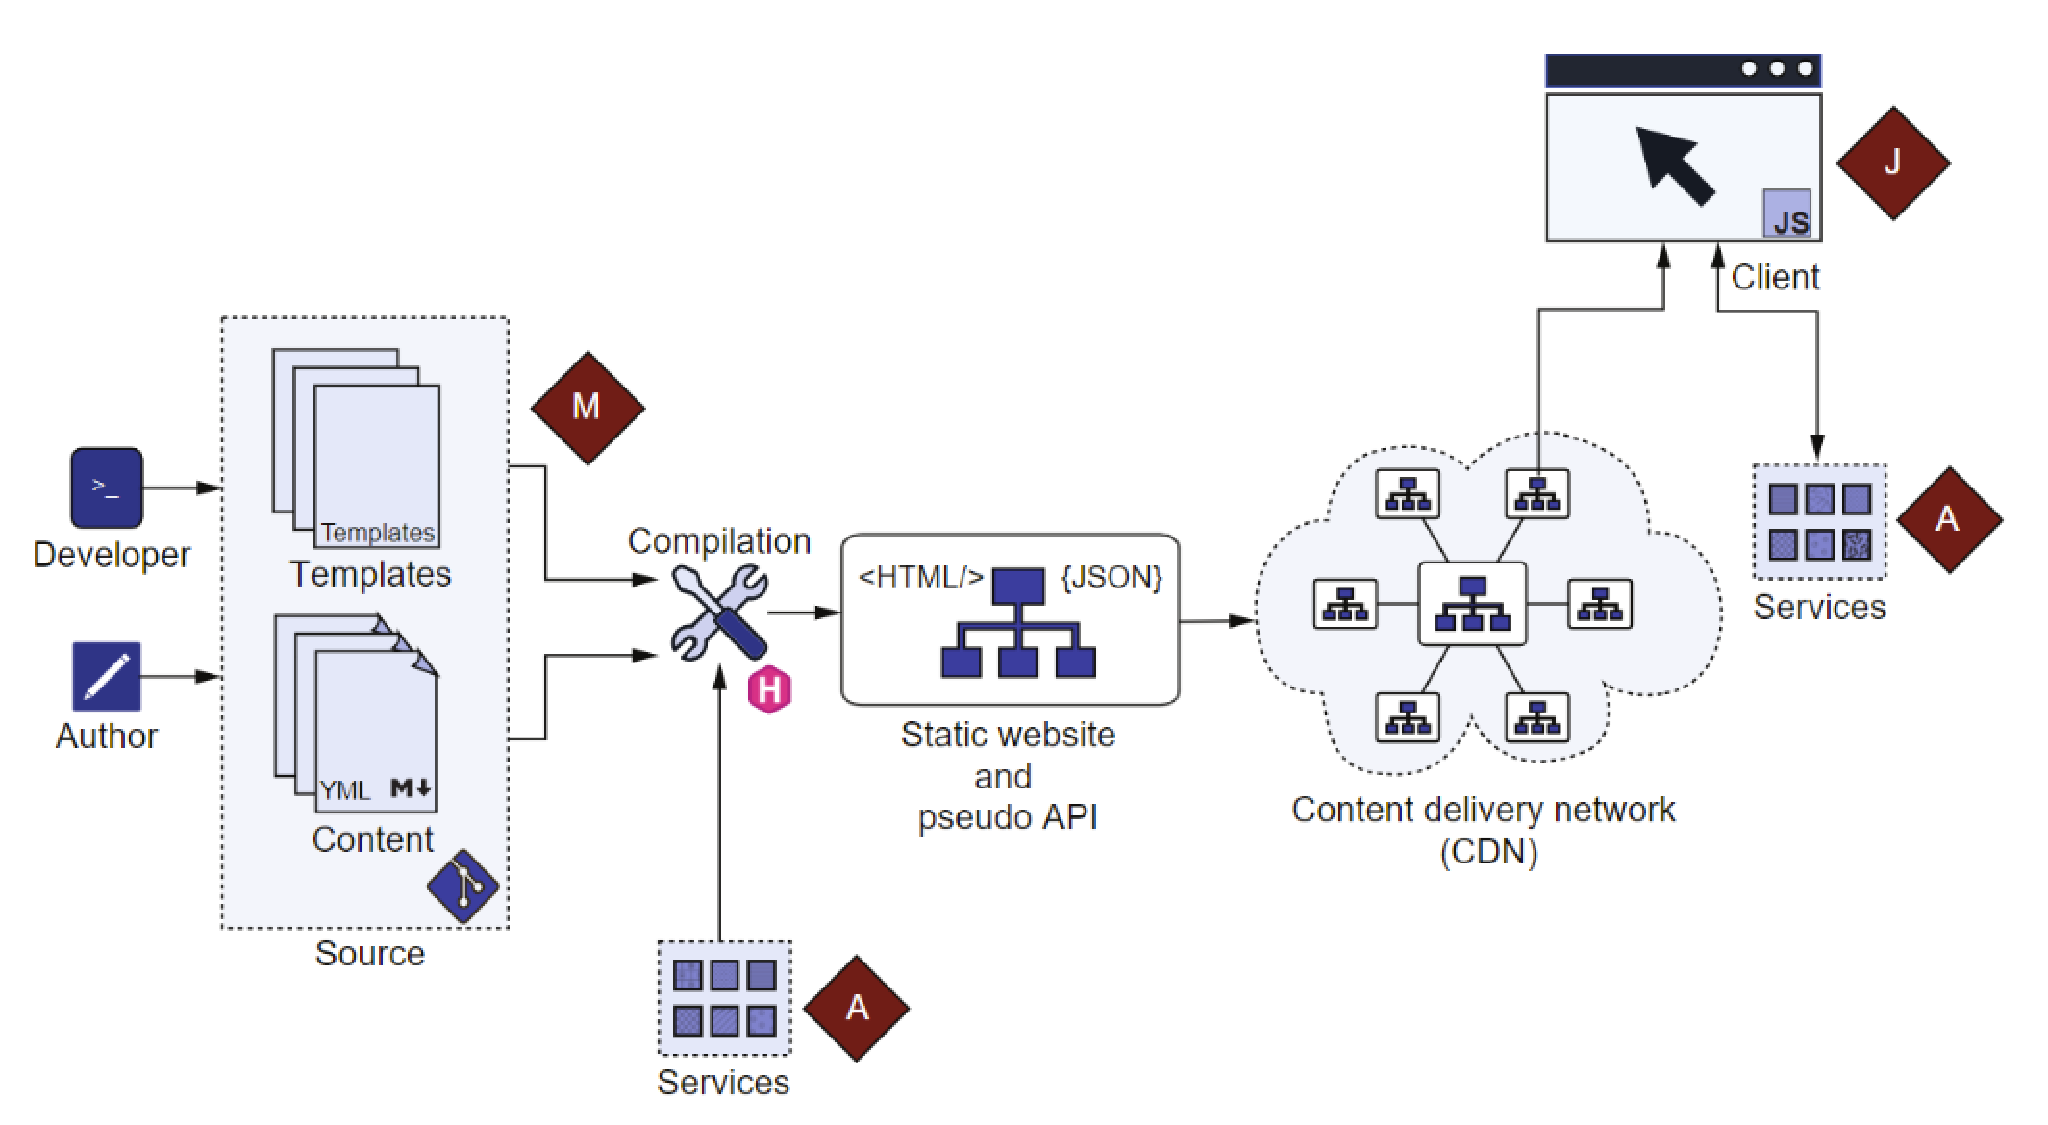 JS
J
Client
M
>_
Developer
Templates
Templates
Compilation
<HTML/>
{JSON}
A
Services
Author
YML
M
Content
H
Static website
and
pseudo API
Content delivery network
(CDN)
Source
A
Services